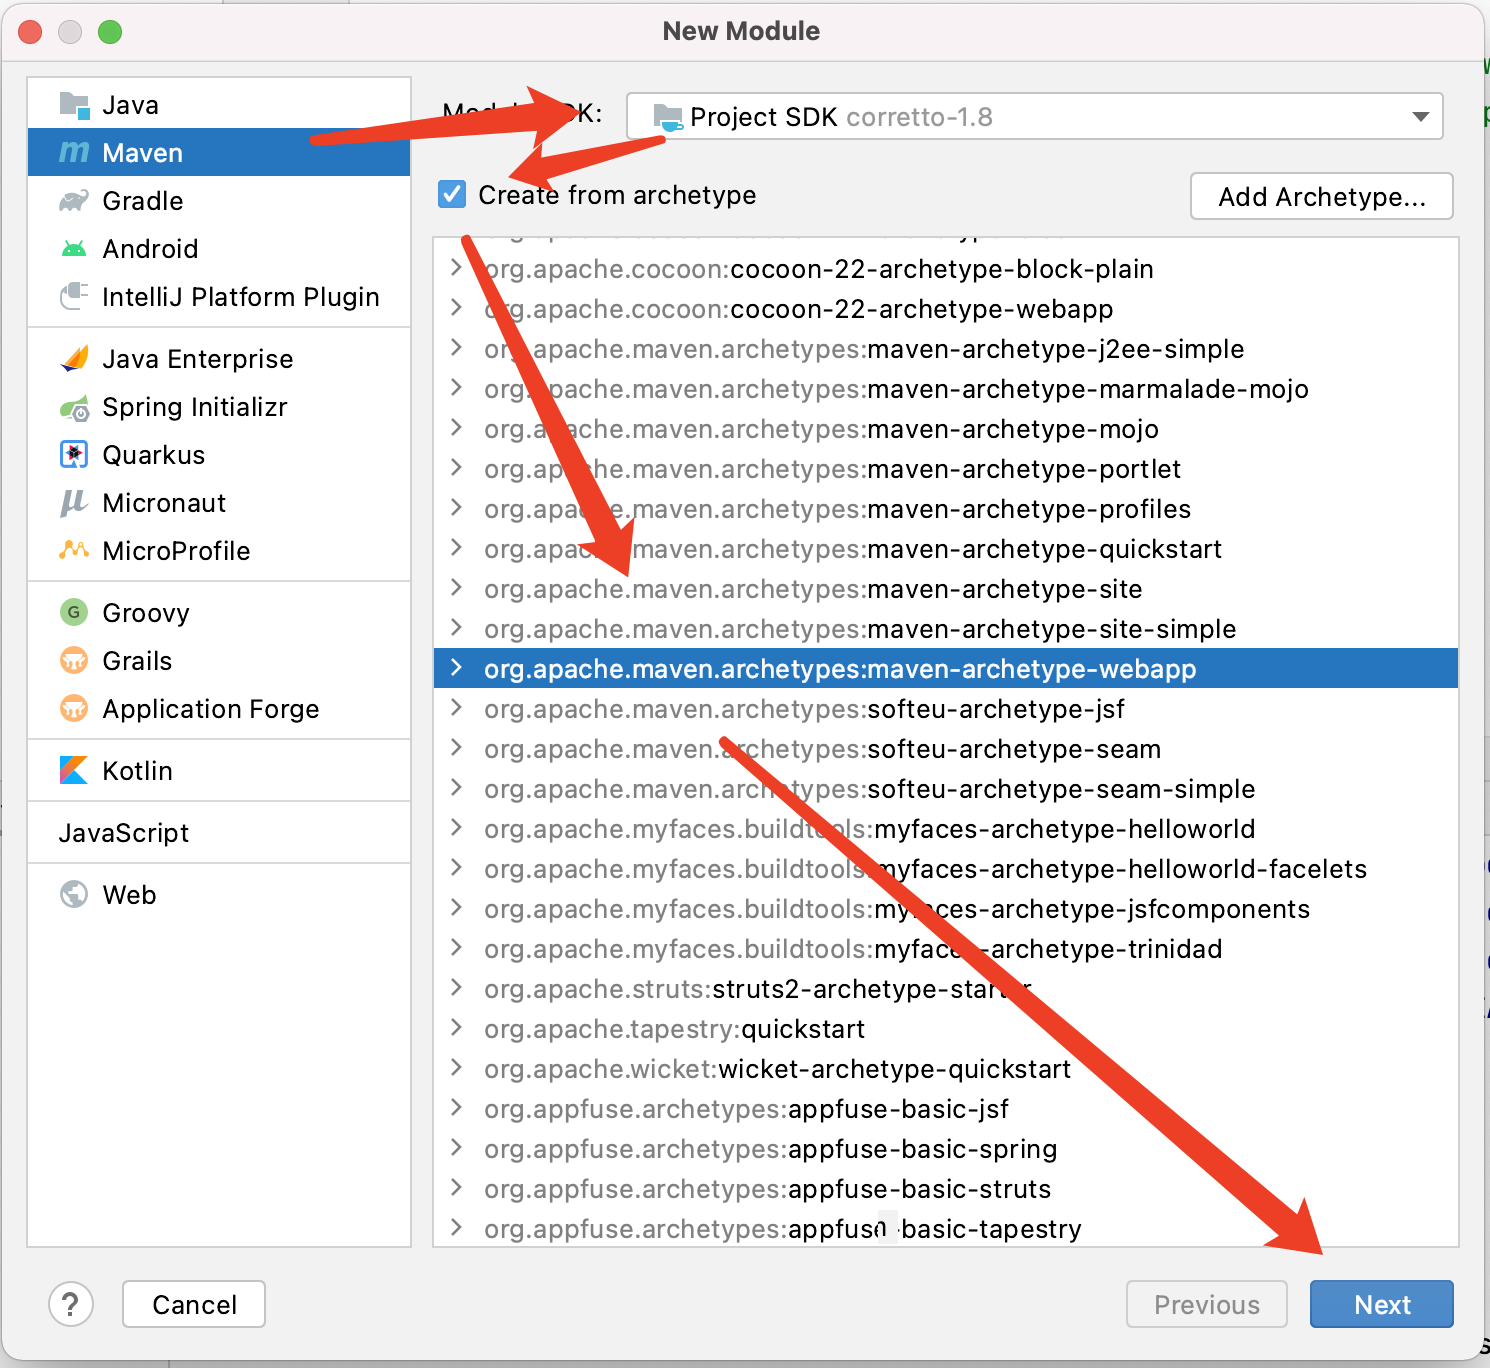 New Module
Java
Maven
Gradle
Android
IntelliJ Platform Plugin
Java Enterprise
Spring Initializr
Quarkus
Micronaut
MicroProfile
Groovy
Grails
Application Forge
Kotlin
JavaScript
Web
Project SDK corretto-1.8
Create from archetype
Add Archetype...
org.apache.cocoon:cocoon-22-archetype-block-plain
org.apache.cocoon:cocoon-22-archetype-webapp
org.apache.maven.archetypes:maven-archetype-j2ee-simple
org.apache.maven.archetypes:maven-archetype-marmalade-mojo
org.apache.maven.archetypes:maven-archetype-mojo
org.apache.maven.archetypes:maven-archetype-portlet
org.apache.maven.archetypes:maven-archetype-profiles
org.apache.maven.archetypes:maven-archetype-quickstart
org.apache.maven.archetypes:maven-archetype-site
org.apache.maven.archetypes:maven-archetype-site-simple
org.apache.maven.archetypes:maven-archetype-webapp
org.apache.maven.archetypes:softeu-archetype-jsf
org.apache.maven.archetypes:softeu-archetype-seam
org.apache.maven.archetypes:softeu-archetype-seam-simple
org.apache.myfaces.buildtools:myfaces-archetype-helloworld
org.apache.myfaces.buildtools:myfaces-archetype-helloworld-facelets
org.apache.myfaces.buildtools:myfaces-archetype-jsfcomponents
org.apache.myfaces.buildtools:myfaces-archetype-trinidad
org.apache.struts:struts2-archetype-starter
org.apache.tapestry:quickstart
org.apache.wicket:wicket-archetype-quickstart
org.appfuse.archetypes:appfuse-basic-jsf
org.appfuse.archetypes:appfuse-basic-spring
org.appfuse.archetypes:appfuse-basic-struts
org.appfuse.archetypes:appfuse-basic-tapestry
?
Cancel
Previous
Next